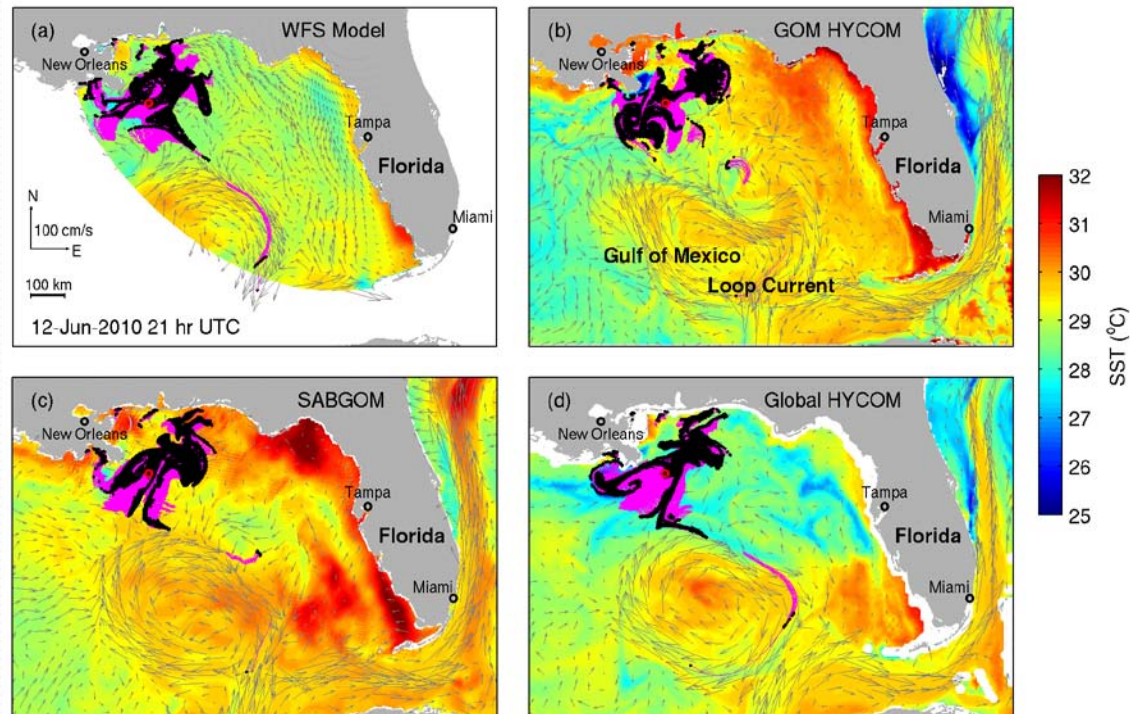 (a) WFS Model
New Orleans
Tampa
Florida
Miami
N
100 cm/s
E
100 km
12-Jun-2010 21 hr UTC
(b) GOM HYCOM
New Orleans
Tampa
Florida
Miami
Gulf of Mexico
Loop Current
(c) SABGOM
New Orleans
Tampa
Florida
Miami
(d) Global HYCOM
New Orleans
Tampa
Florida
Miami
32
31
30
29
28
27
26
25
SST (°C)